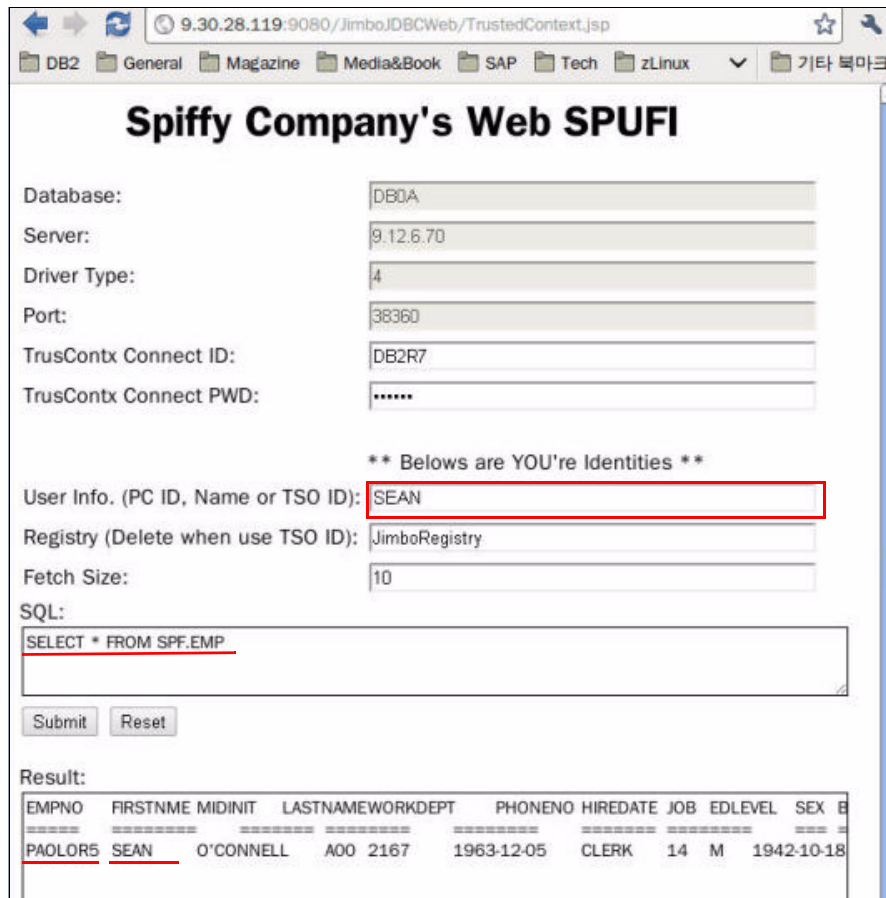 9.30.28.119:9080/JimboJDBCWeb/TrustedContext.jsp
DB2 General Magazine Media&Book SAP Tech zLinux 기타 북마크
Spiffy Company's Web SPUFI
Database: DB0A
Server: 9.12.6.70
Driver Type: 4
Port: 38360
TrusContx Connect ID: DB2R7
TrusContx Connect PWD: ••••••
** Belows are YOU're Identities **
User Info. (PC ID, Name or TSO ID): SEAN
Registry (Delete when use TSO ID): JimboRegistry
Fetch Size: 10
SQL:
SELECT * FROM SPF.EMP
Submit Reset
Result:
EMPNO FIRSTNME MIDINIT LASTNAMEWORKDEPT PHONENO HIREDATE JOB EDLEVEL SEX B
===== ======== ======= ======== ======== ======= ======== === =
PAOLOR5 SEAN O'CONNELL A00 2167 1963-12-05 CLERK 14 M 1942-10-18